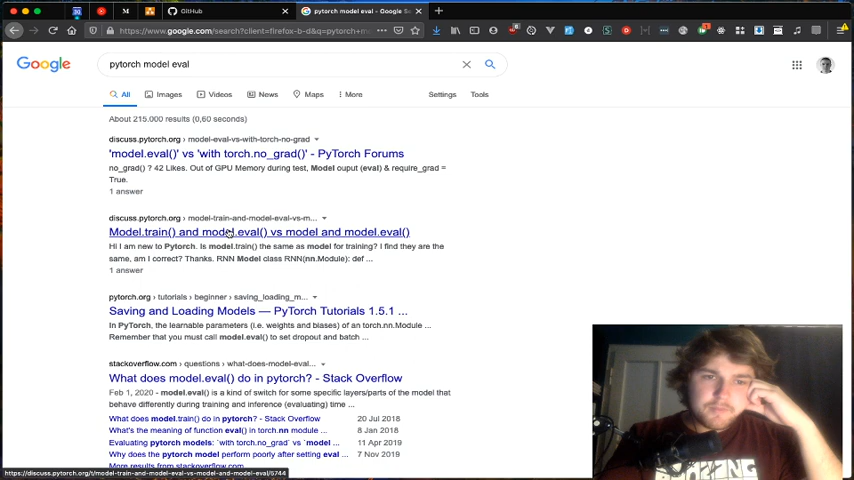 GitHub
pytorch model eval - Google S
https://www.google.com/search?client=firefox-b-d&q=pytorch+m
Google
pytorch model eval
All
Images
Videos
News
Maps
More
Settings
Tools
About 215.000 results (0,60 seconds)
discuss.pytorch.org › model-eval-vs-with-torch-no-grad
'model.eval()' vs 'with torch.no_grad()' - PyTorch Forums
no_grad() ? 42 Likes. Out of GPU Memory during test, Model ouput (eval) & require_grad =
True.
1 answer
discuss.pytorch.org › model-train-and-model-eval-vs-m...
Model.train() and model.eval() vs model and model.eval()
Hi I am new to Pytorch. Is model.train() the same as model for training? I find they are the
same, am I correct? Thanks. RNN Model class RNN(nn.Module): def ...
1 answer
pytorch.org › tutorials › beginner › saving_loading_m...
Saving and Loading Models — PyTorch Tutorials 1.5.1 ...
In PyTorch, the learnable parameters (i.e. weights and biases) of an torch.nn.Module ...
Remember that you must call model.eval() to set dropout and batch ...
stackoverflow.com › questions › what-does-model-eval...
What does model.eval() do in pytorch? - Stack Overflow
Feb 1, 2020 - model.eval() is a kind of switch for some specific layers/parts of the model that
behave differently during training and inference (evaluating) time ...
What does model.train() do in pytorch? - Stack Overflow 20 Jul 2018
What's the meaning of function eval() in torch.nn module ... 8 Jan 2018
Evaluating pytorch models: `with torch.no_grad` vs `model ... 11 Apr 2019
Why does the pytorch model perform poorly after setting eval ... 7 Nov 2019
More results from stackoverflow.com
https://discuss.pytorch.org/t/model-train-and-model-eval-vs-model-and-model-eval/5744